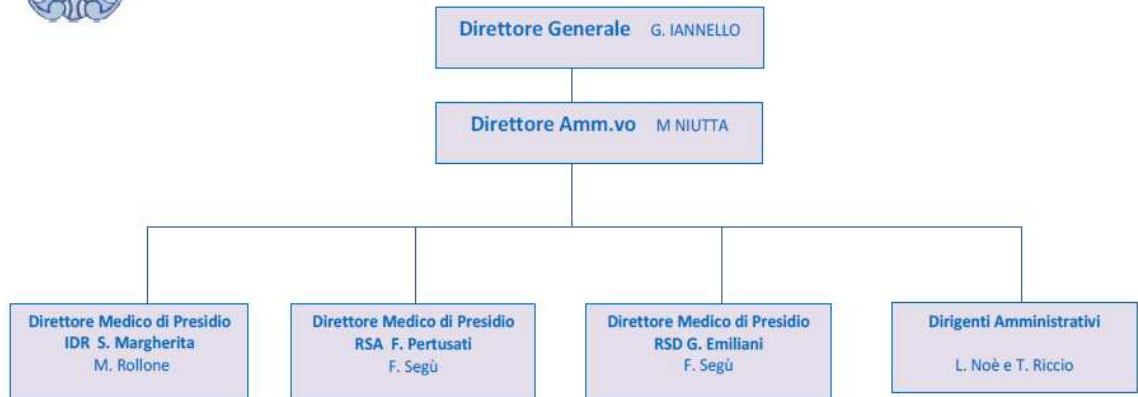 Direttore Generale G. IANNELLO
Direttore Amm.vo M NIUTTA
Direttore Medico di Presidio
IDR S. Margherita
M. Rollone
Direttore Medico di Presidio
RSA F. Pertusati
F. Segù
Direttore Medico di Presidio
RSD G. Emiliani
F. Segù
Dirigenti Amministrativi
L. Noè e T. Riccio